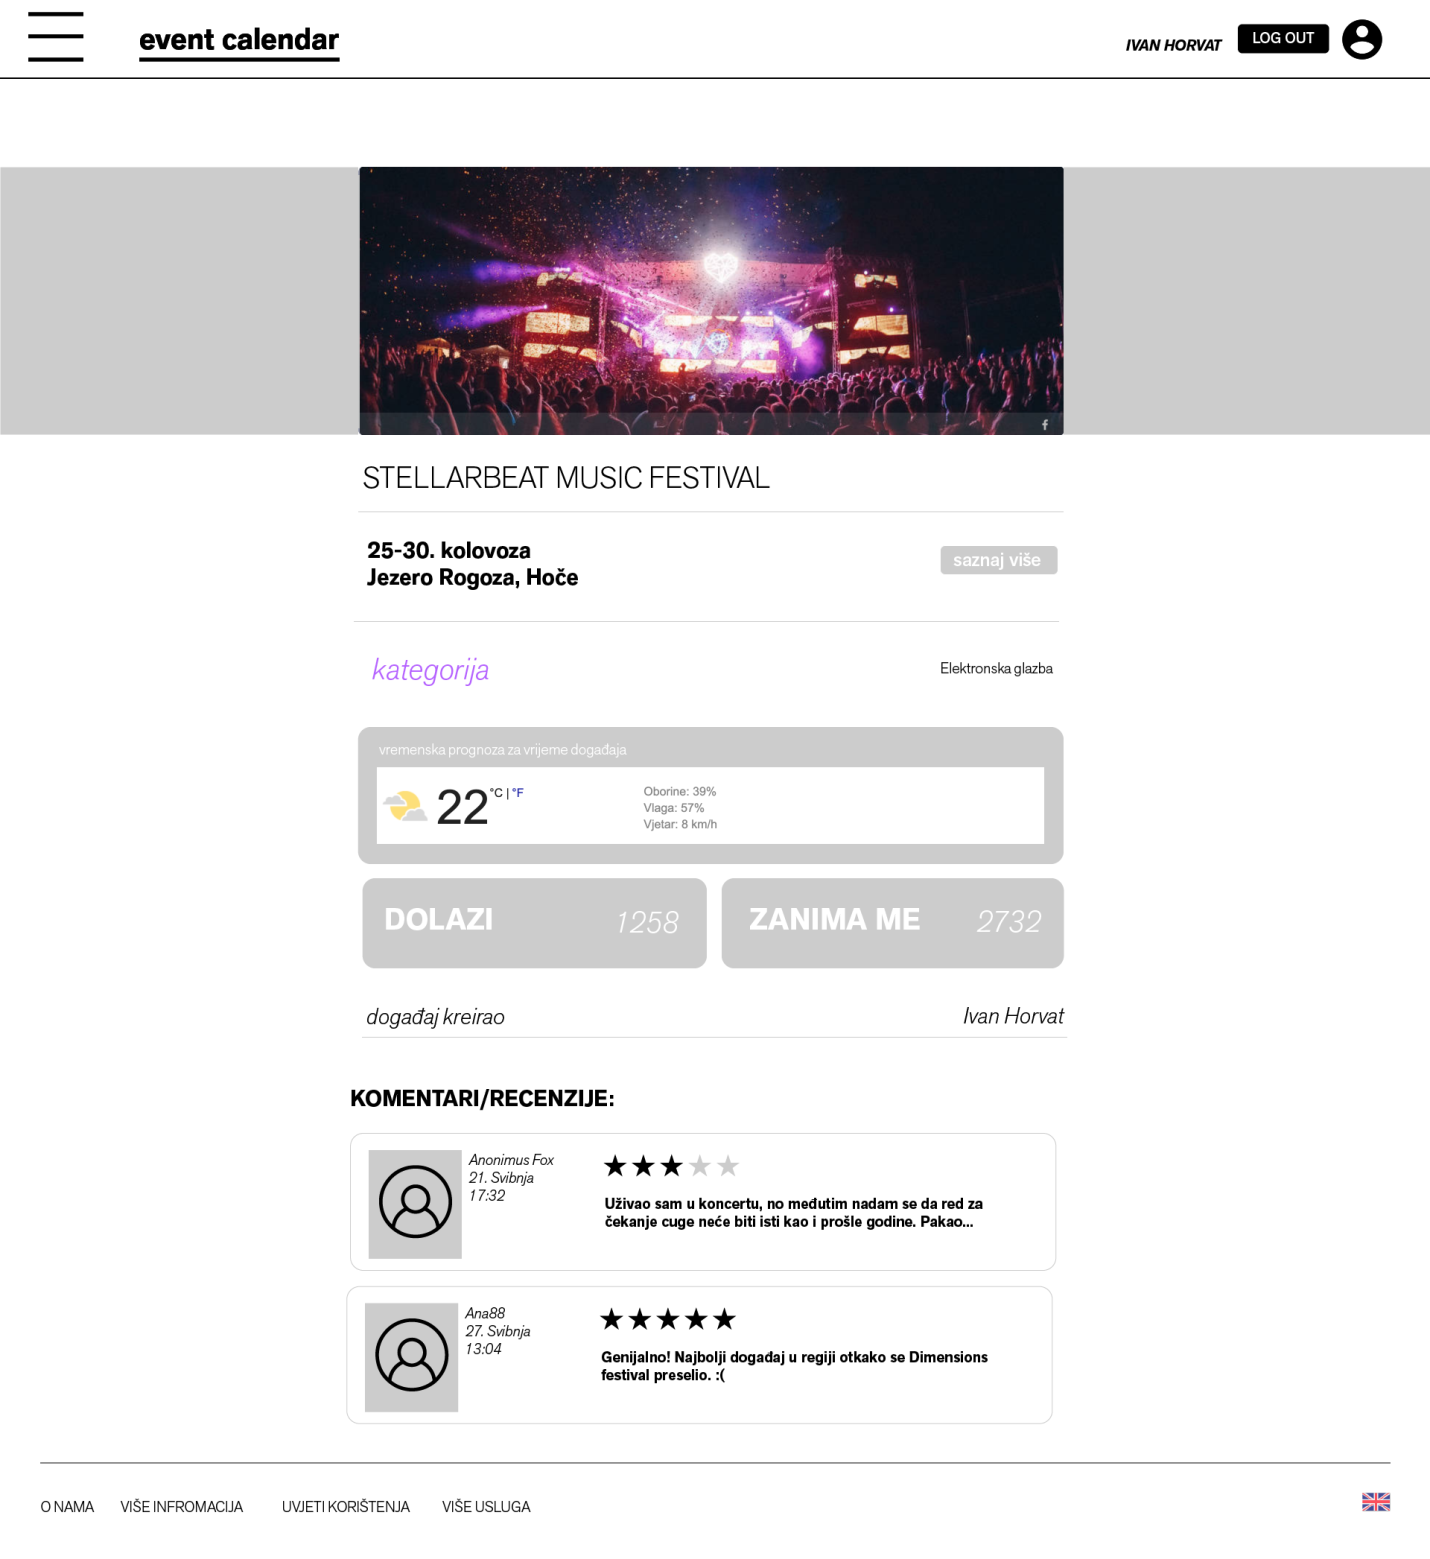 event calendar
IVAN HORVAT
LOG OUT
STELLARBEAT MUSIC FESTIVAL
25-30. kolovoza
Jezero Rogoza, Hoče
saznaj više
kategorija
Elektronska glazba
vremenska prognoza za vrijeme događaja
22 °C | °F
Oborine: 39%
Vlaga: 57%
Vjetar: 8 km/h
DOLAZI 1258
ZANIMA ME 2732
događaj kreirao
Ivan Horvat
KOMENTARI/RECENZIJE:
Anonimus Fox
21. Svibnja
17:32
Uživao sam u koncertu, no međutim nadam se da red za
čekanje cuge neće biti isti kao i prošle godine. Pakao...
Ana88
27. Svibnja
13:04
Genijalno! Najbolji događaj u regiji otkako se Dimensions
festival preselio. :(
O NAMA
VIŠE INFROMACIJA
UVJETI KORIŠTENJA
VIŠE USLUGA